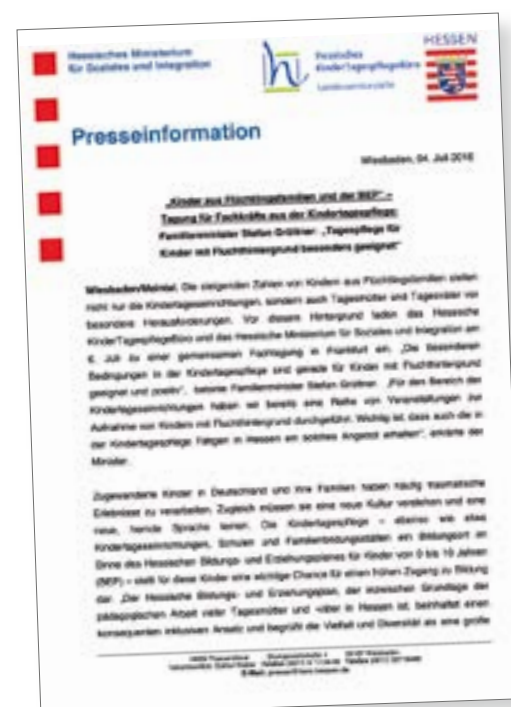 HESSEN
Hessisches Ministerium
für Soziales und Integration
Hessisches
KinderTagespflegeBüro
Landesservicestelle
Presseinformation
Wiesbaden, 04. Juli 2016
„Kinder aus Flüchtlingsfamilien und der BEP“ –
Tagung für Fachkräfte aus der Kindertagespflege:
Familienminister Stefan Grüttner: „Tagespflege für
Kinder mit Fluchthintergrund besonders geeignet“
Wiesbaden/Maintal. Die steigenden Zahlen von Kindern aus Flüchtlingsfamilien stellen
nicht nur die Kindertageseinrichtungen, sondern auch Tagesmütter und Tagesväter vor
besondere Herausforderungen. Vor diesem Hintergrund laden das Hessische
KinderTagespflegeBüro und das Hessische Ministerium für Soziales und Integration am
6. Juli zu einer gemeinsamen Fachtagung in Frankfurt ein. „Die besonderen
Bedingungen in der Kindertagespflege sind gerade für Kinder mit Fluchthintergrund
geeignet und positiv“, betonte Familienminister Stefan Grüttner. „Für den Bereich der
Kindertageseinrichtungen haben wir bereits eine Reihe von Veranstaltungen zur
Aufnahme von Kindern mit Fluchthintergrund durchgeführt. Wichtig ist, dass auch die in
der Kindertagespflege Tätigen in Hessen ein solches Angebot erhalten“, erklärte der
Minister.
Zugewanderte Kinder in Deutschland und ihre Familien haben häufig traumatische
Erlebnisse zu verarbeiten. Zugleich müssen sie eine neue Kultur verstehen und eine
neue, fremde Sprache lernen. Die Kindertagespflege – ebenso wie etwa
Kindertageseinrichtungen, Schulen und Familienbildungsstätten ein Bildungsort im
Sinne des Hessischen Bildungs- und Erziehungsplanes für Kinder von 0 bis 10 Jahren
(BEP) – stellt für diese Kinder eine wichtige Chance für einen frühen Zugang zu Bildung
dar. „Der Hessische Bildungs- und Erziehungsplan, der inzwischen Grundlage der
pädagogischen Arbeit vieler Tagesmütter und -väter in Hessen ist, beinhaltet einen
konsequenten inklusiven Ansatz und begrüßt die Vielfalt und Diversität als eine große